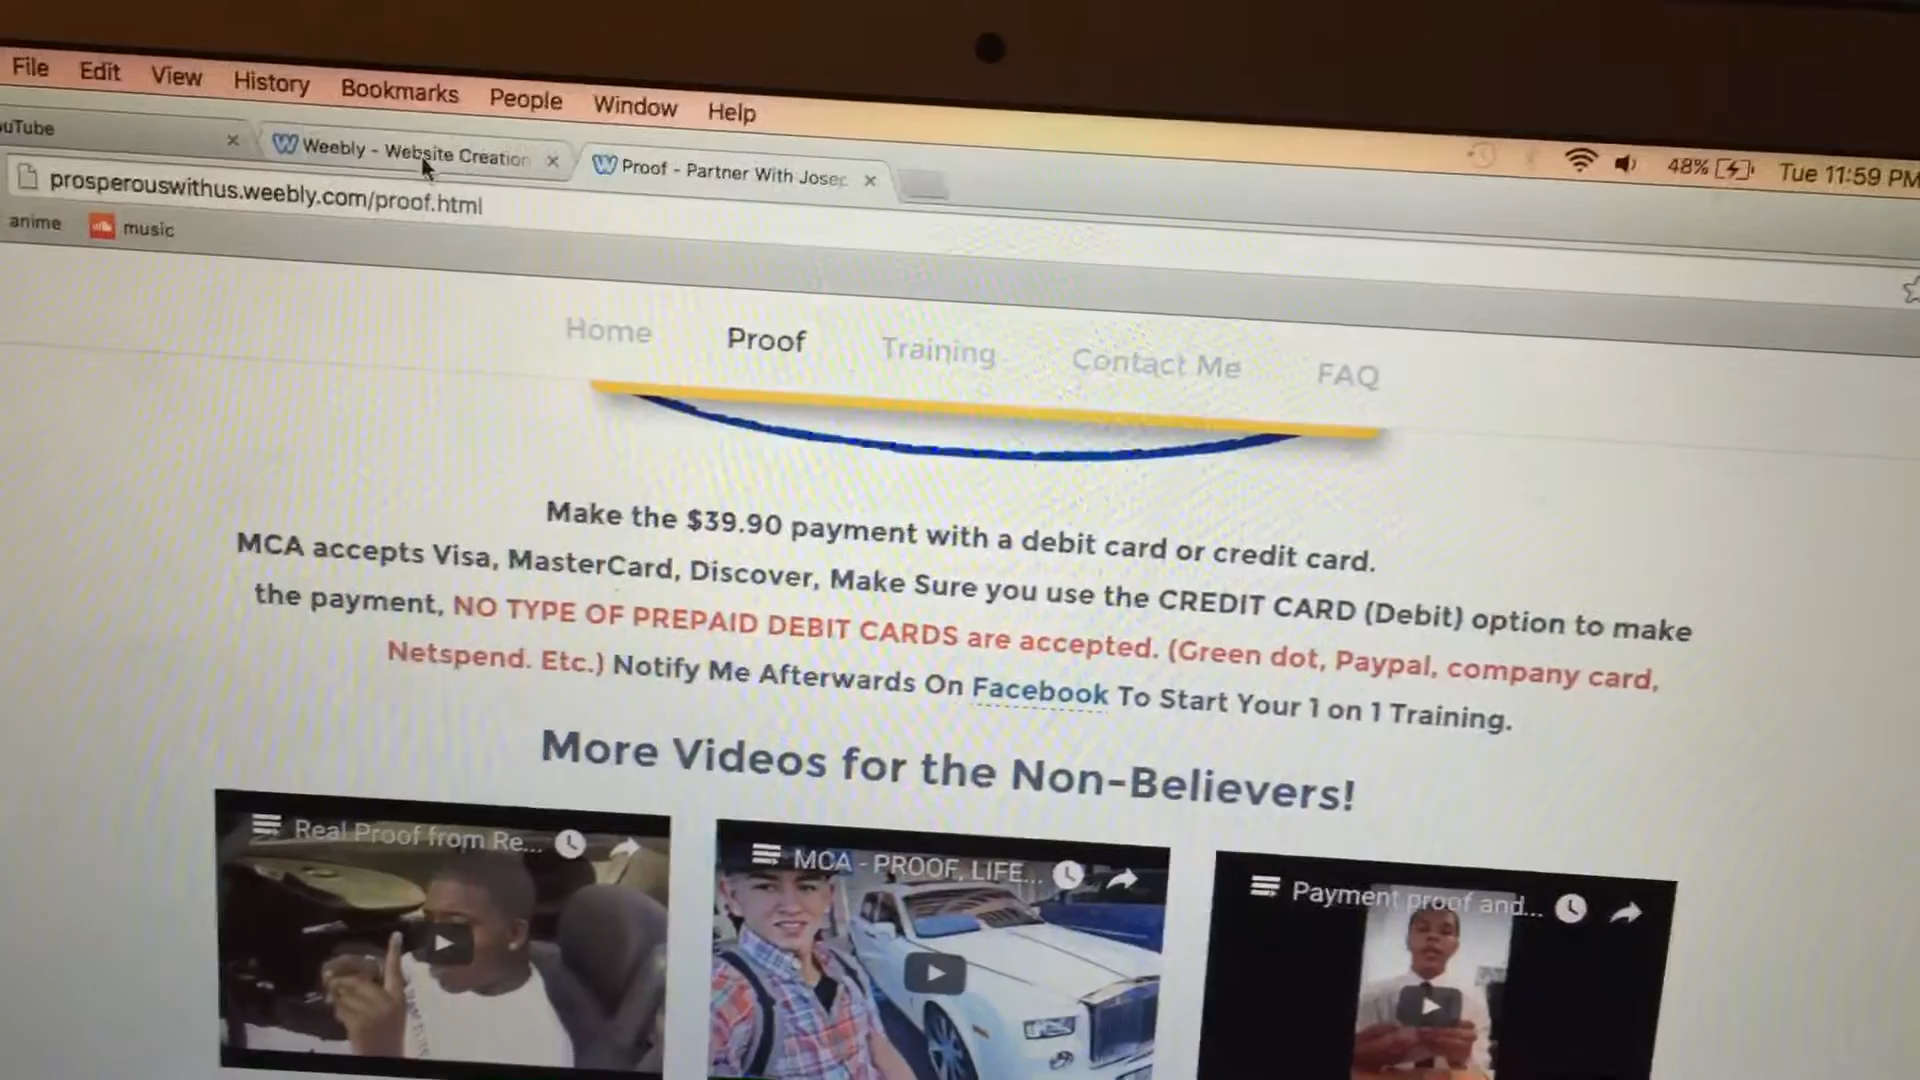 File Edit View History Bookmarks People Window Help
48% Tue 11:59 PM
uTube
Weebly - Website Creation
Proof - Partner With Josep
prosperouswithus.weebly.com/proof.html
anime music
Home Proof Training Contact Me FAQ
Make the $39.90 payment with a debit card or credit card.
MCA accepts Visa, MasterCard, Discover, Make Sure you use the CREDIT CARD (Debit) option to make
the payment, NO TYPE OF PREPAID DEBIT CARDS are accepted. (Green dot, Paypal, company card,
Netspend. Etc.) Notify Me Afterwards On Facebook To Start Your 1 on 1 Training.
More Videos for the Non-Believers!
Real Proof from Re...
MCA - PROOF, LIFE...
Payment proof and...